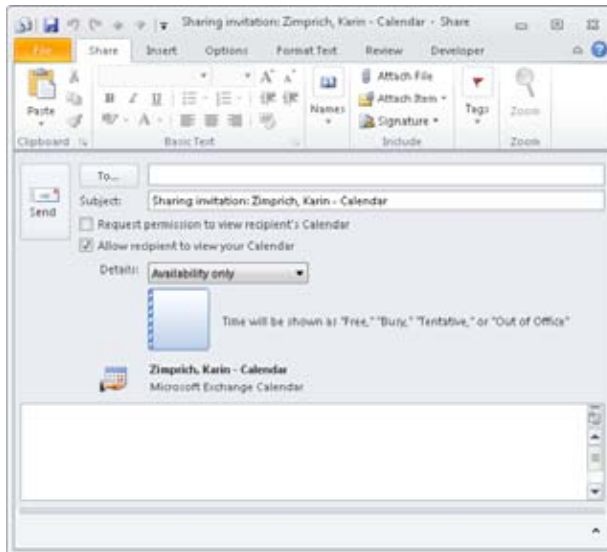 Sharing invitation: Zimprich, Karin - Calendar - Share
File Share Insert Options Format Text Review Developer
Paste
B I U
A A
A
Names
Attach File
Attach Item
Signature
Tags
Zoom
Clipboard Basic Text Include Zoom
Send
To...
Subject: Sharing invitation: Zimprich, Karin - Calendar
Request permission to view recipient's Calendar
Allow recipient to view your Calendar
Details: Availability only
Time will be shown as "Free," "Busy," "Tentative," or "Out of Office"
Zimprich, Karin - Calendar
Microsoft Exchange Calendar